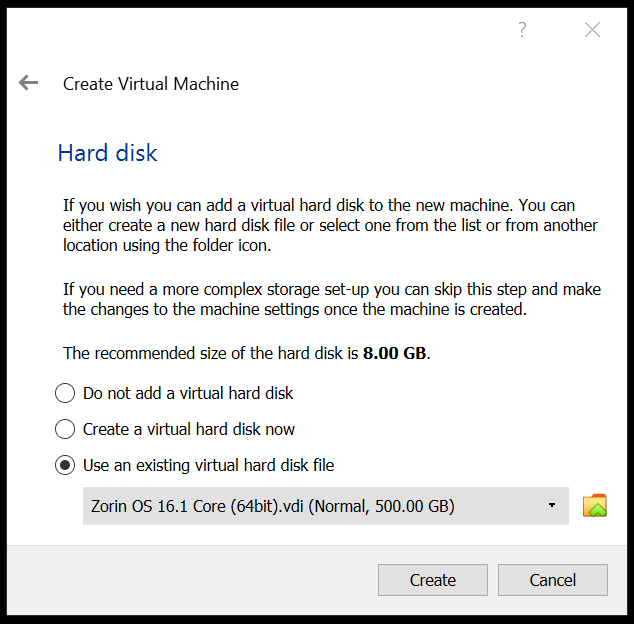 ?
Create Virtual Machine
Hard disk
If you wish you can add a virtual hard disk to the new machine. You can
either create a new hard disk file or select one from the list or from another
location using the folder icon.
If you need a more complex storage set-up you can skip this step and make
the changes to the machine settings once the machine is created.
The recommended size of the hard disk is 8.00 GB.
Do not add a virtual hard disk
Create a virtual hard disk now
Use an existing virtual hard disk file
Zorin OS 16.1 Core (64bit).vdi (Normal, 500.00 GB)
Create
Cancel